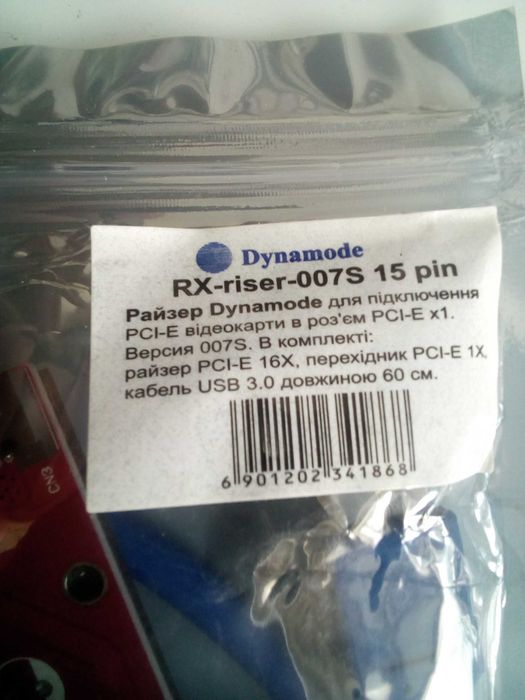 Dynamode
RX-riser-007S 15 pin
Райзер Dynamode для підключення
PCI-E відеокарти в роз'єм PCI-E x1.
Версия 007S. В комплекті:
райзер PCI-E 16X, перехідник PCI-E 1X,
кабель USB 3.0 довжиною 60 см.
6 901202 341868
CN3